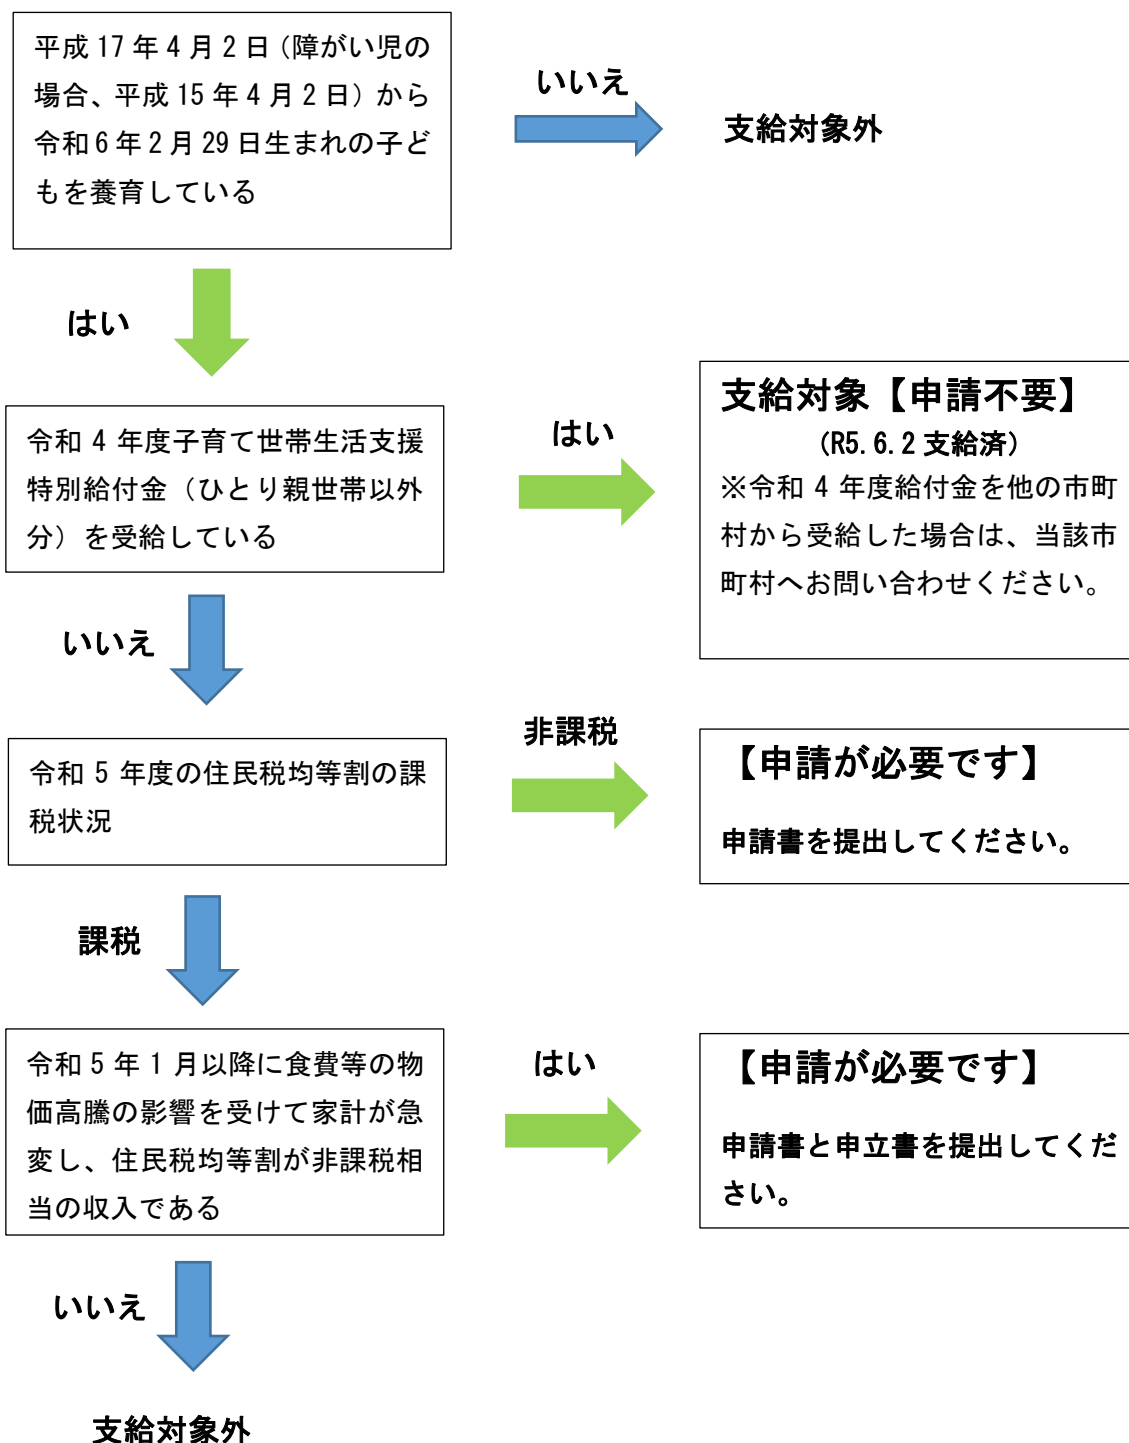 平成 17 年 4 月 2 日（障がい児の
場合、平成 15 年 4 月 2 日）から
令和 6 年 2 月 29 日生まれの子ど
もを養育している
いいえ
支給対象外
はい
令和 4 年度子育て世帯生活支援
特別給付金（ひとり親世帯以外
分）を受給している
はい
支給対象【申請不要】
（R5.6.2 支給済）
※令和 4 年度給付金を他の市町
村から受給した場合は、当該市
町村へお問い合わせください。
いいえ
令和 5 年度の住民税均等割の課
税状況
非課税
【申請が必要です】
申請書を提出してください。
課税
令和 5 年 1 月以降に食費等の物
価高騰の影響を受けて家計が急
変し、住民税均等割が非課税相
当の収入である
はい
【申請が必要です】
申請書と申立書を提出してくだ
さい。
いいえ
支給対象外